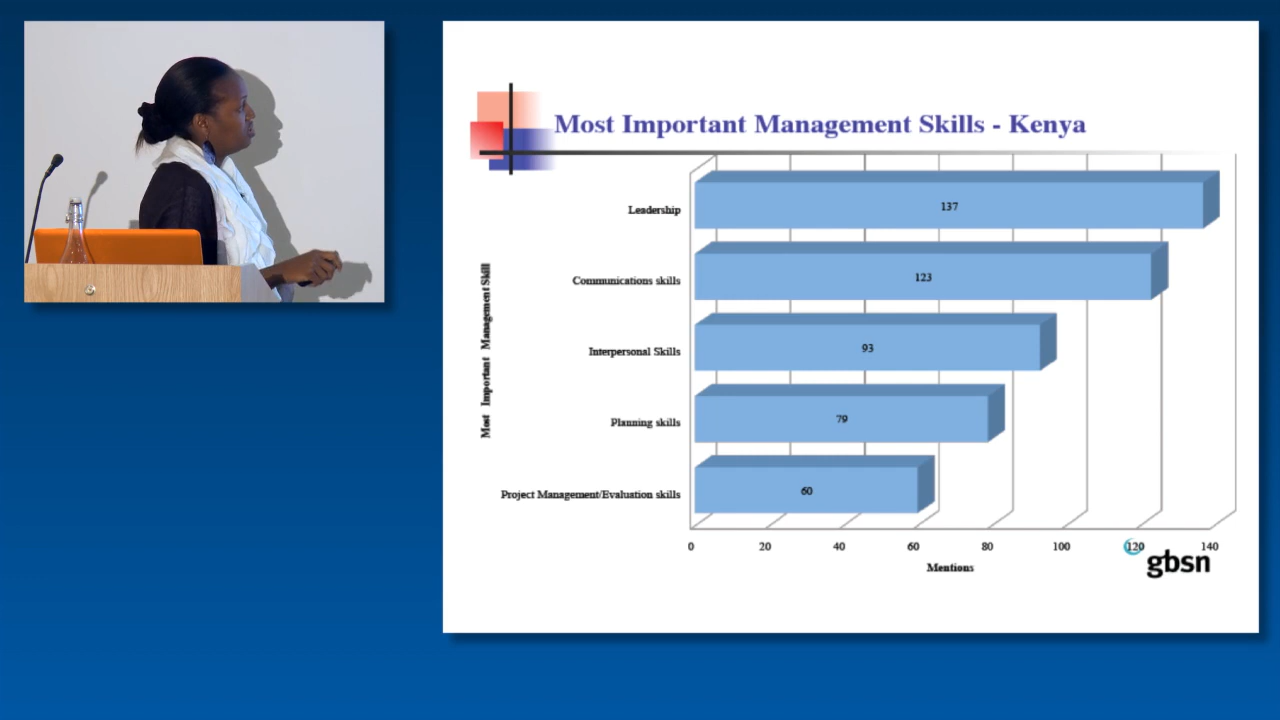 Most Important Management Skills - Kenya
Leadership
137
Communications skills
123
Interpersonal Skills
93
Planning skills
79
Project Management/Evaluation skills
60
Most Important Management Skill
0 20 40 60 80 100 120 140
Mentions
gbsn